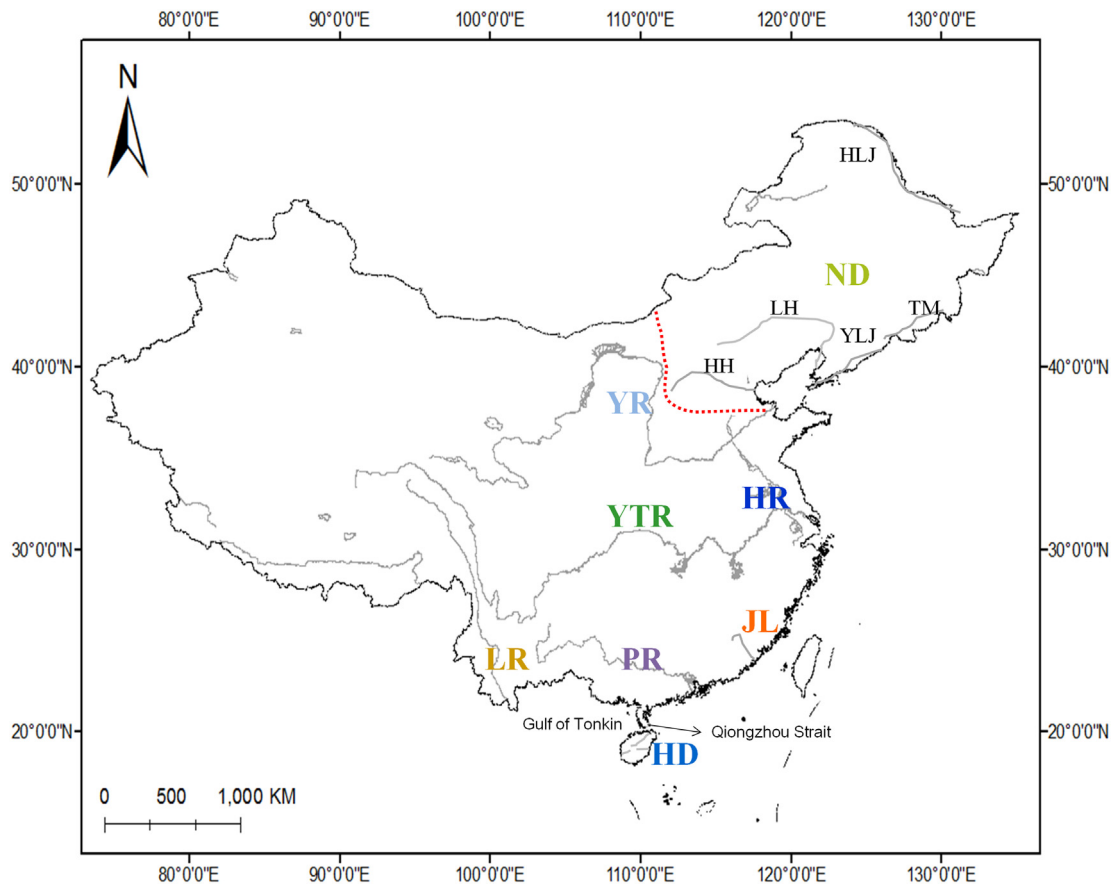 80°0'0"E 90°0'0"E 100°0'0"E 110°0'0"E 120°0'0"E 130°0'0"E
N
HLJ
50°0'0"N 50°0'0"N
ND
LH TM
YLJ
40°0'0"N HH 40°0'0"N
YR
HR
YTR
30°0'0"N 30°0'0"N
JL
LR PR
Gulf of Tonkin Qiongzhou Strait
20°0'0"N 20°0'0"N
HD
0 500 1,000 KM
80°0'0"E 90°0'0"E 100°0'0"E 110°0'0"E 120°0'0"E 130°0'0"E